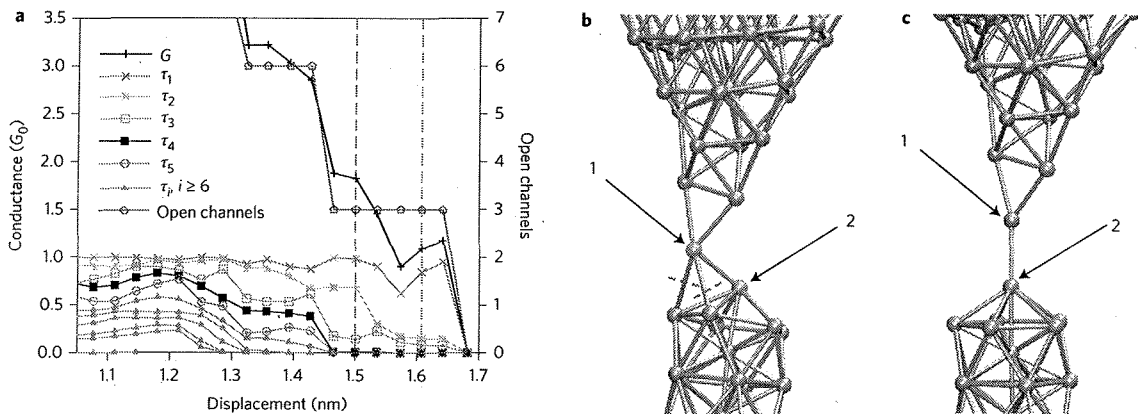 a
3.5
3.0
2.5
2.0
1.5
1.0
0.5
0.0
Conductance (G₀)
G
τ₁
τ₂
τ₃
τ₄
τ₅
τᵢ, i ≥ 6
Open channels
7
6
5
4
3
2
1
0
Open channels
1.1 1.2 1.3 1.4 1.5 1.6 1.7
Displacement (nm)
b
1
2
c
1
2